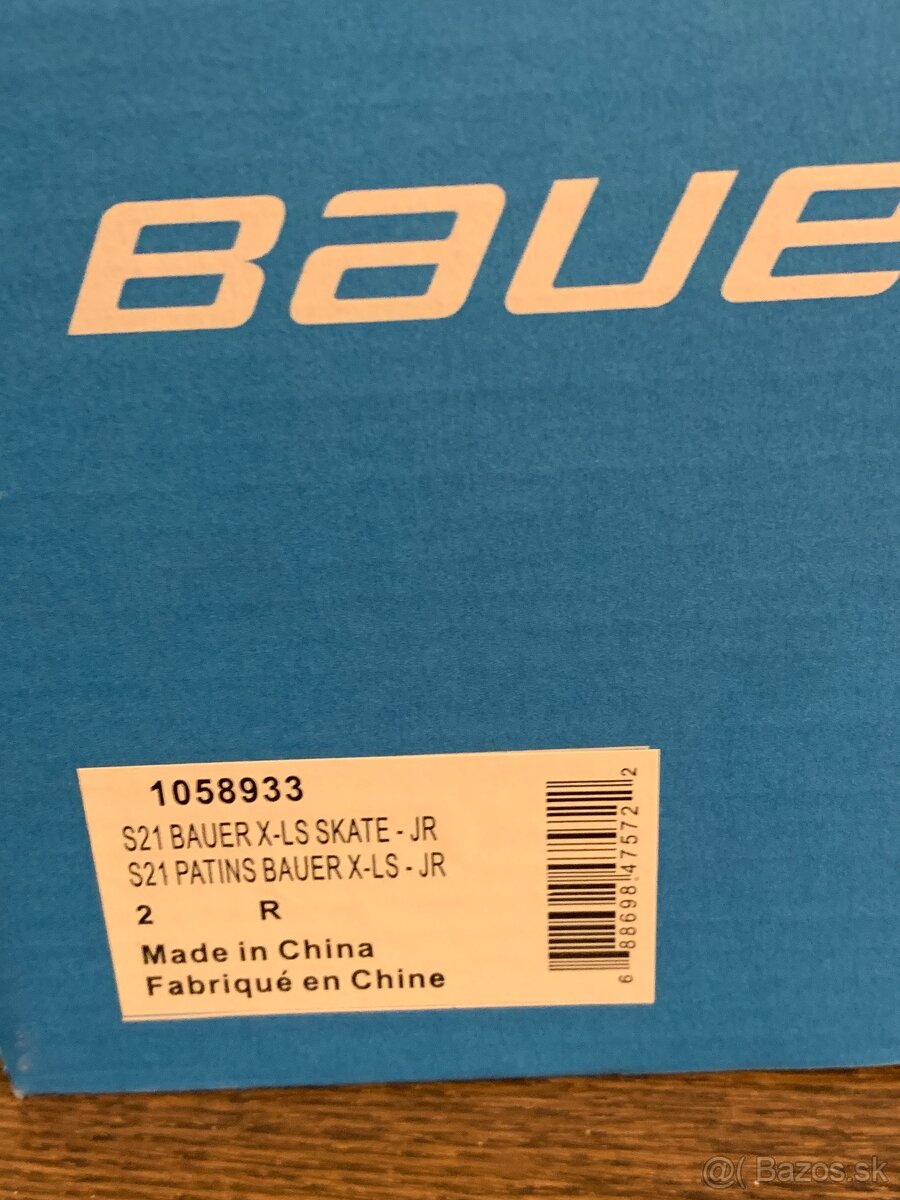 BAUE
1058933
S21 BAUER X-LS SKATE - JR
S21 PATINS BAUER X-LS - JR
2 R
Made in China
Fabriqué en Chine
6 88698 47572 2
@( Bazos.sk